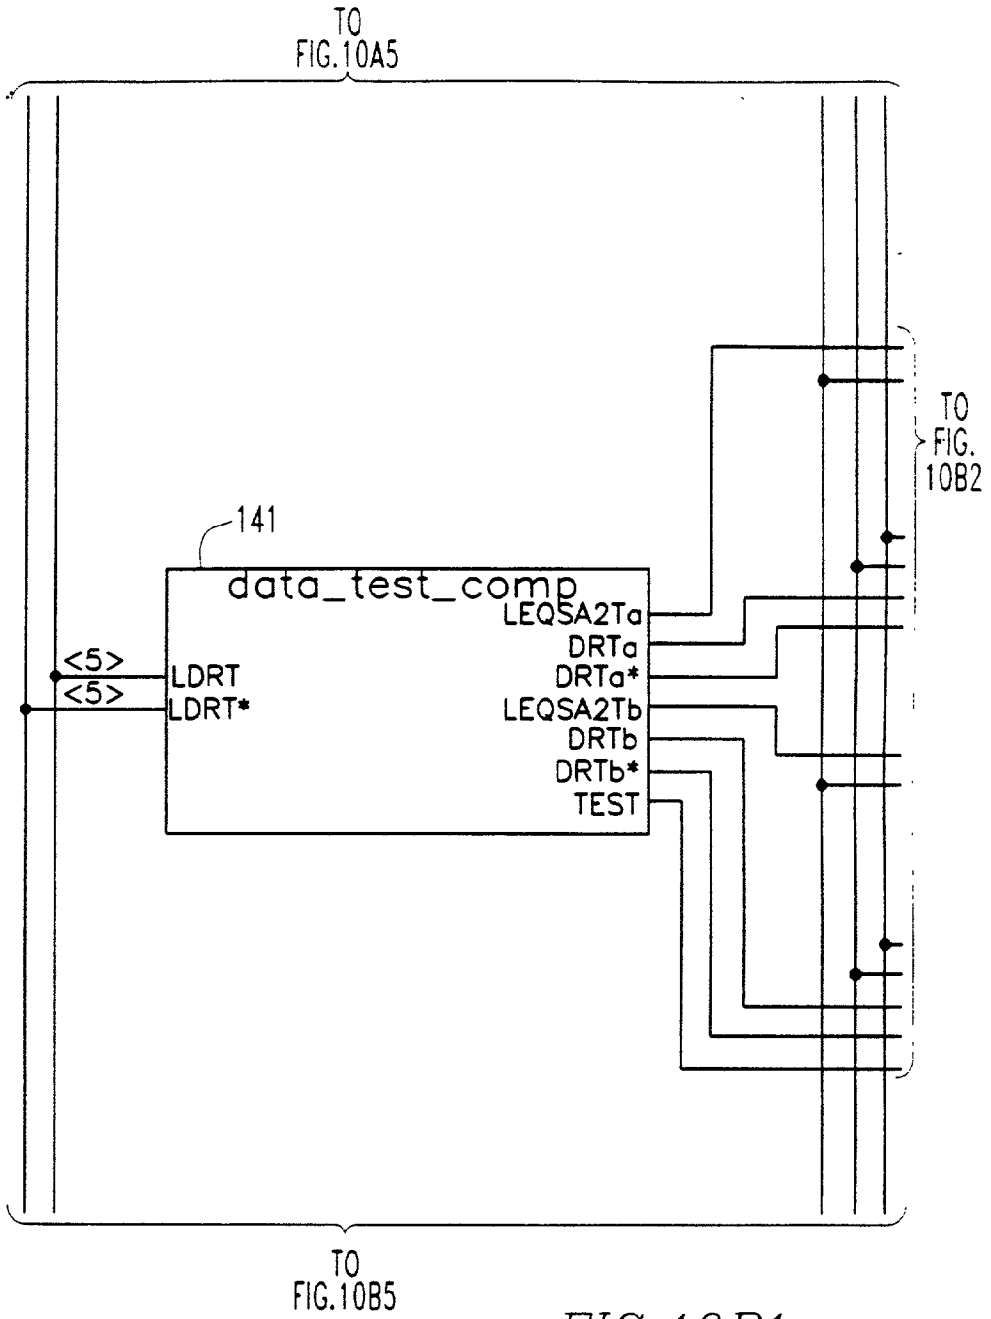 TO
FIG.10A5
TO
FIG.
10B2
141
data_test_comp
LEQSA2Ta
DRTa
<5> LDRT DRTa*
<5> LDRT* LEQSA2Tb
DRTb
DRTb*
TEST
TO
FIG.10B5